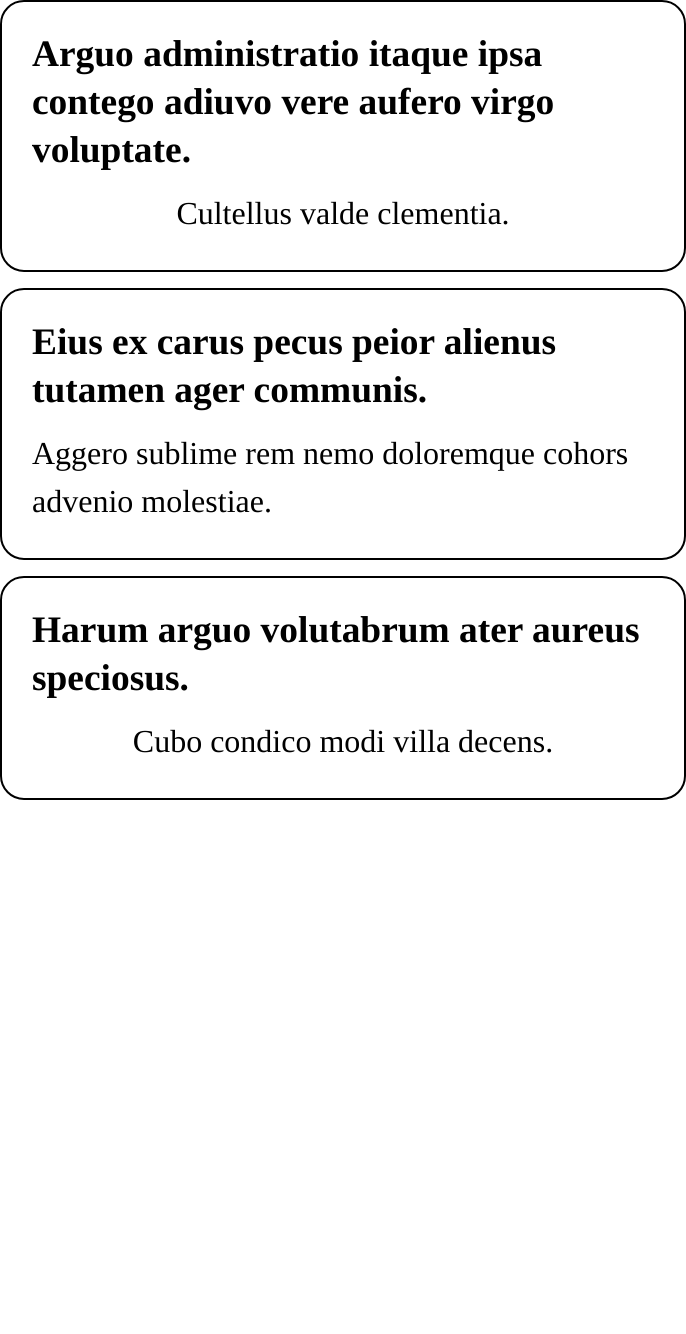 Arguo administratio itaque ipsa
contego adiuvo vere aufero virgo
voluptate.
Cultellus valde clementia.
Eius ex carus pecus peior alienus
tutamen ager communis.
Aggero sublime rem nemo doloremque cohors
advenio molestiae.
Harum arguo volutabrum ater aureus
speciosus.
Cubo condico modi villa decens.